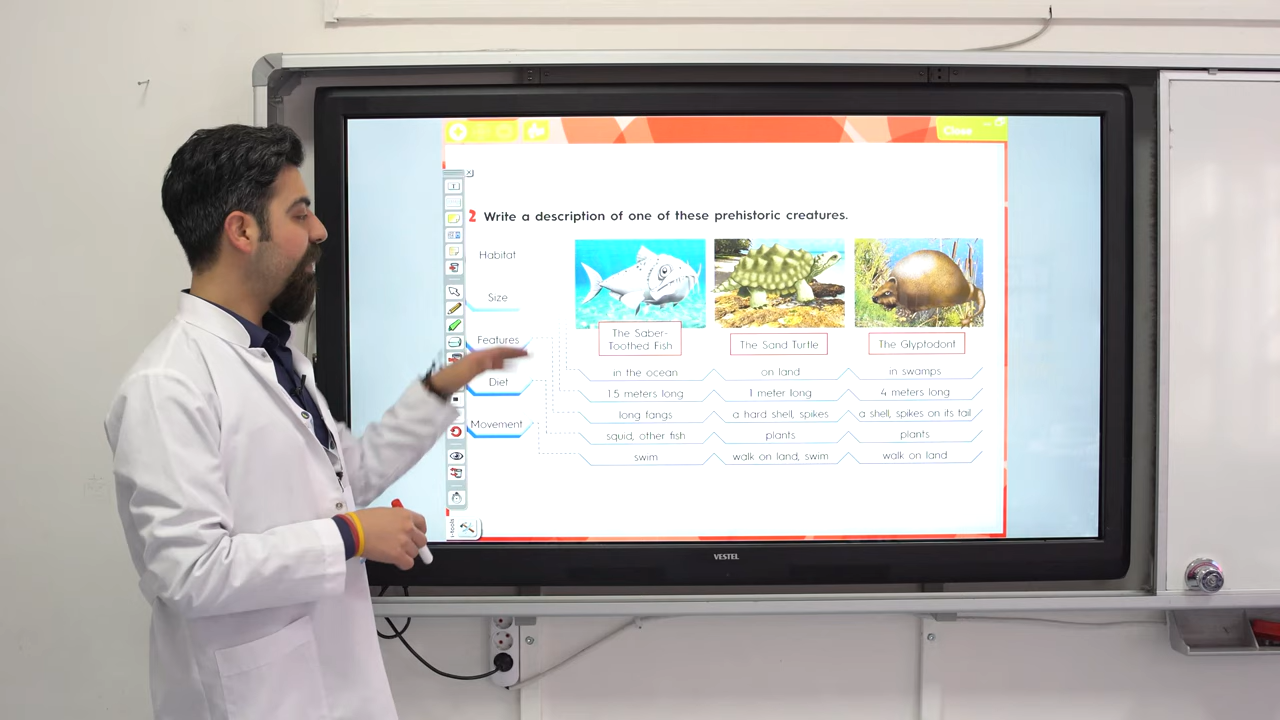 Close
2 Write a description of one of these prehistoric creatures.
Habitat
Size
Features
Diet
Movement
The Saber-
Toothed Fish
The Sand Turtle
The Glyptodont
in the ocean
on land
in swamps
15 meters long
1 meter long
4 meters long
long fangs
a hard shell, spikes
a shell, spikes on its tail
squid, other fish
plants
plants
swim
walk on land, swim
walk on land
i-tools
VESTEL